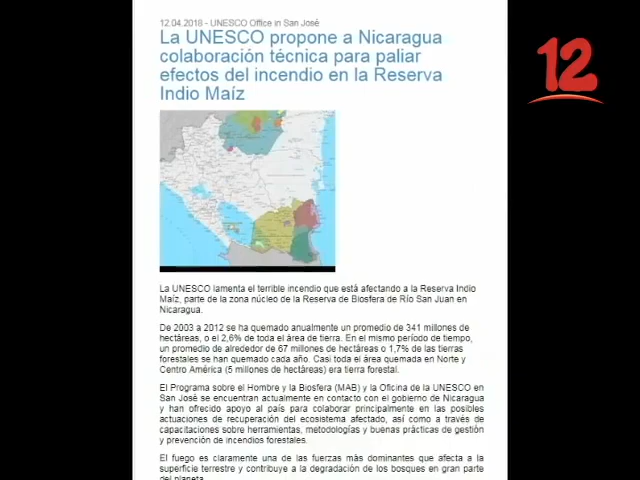 12.04.2018 - UNESCO Office in San José
La UNESCO propone a Nicaragua
colaboración técnica para paliar
efectos del incendio en la Reserva
Indio Maíz
12
La UNESCO lamenta el terrible incendio que está afectando a la Reserva Indio
Maíz, parte de la zona núcleo de la Reserva de Biosfera de Río San Juan en
Nicaragua.
De 2003 a 2012 se ha quemado anualmente un promedio de 341 millones de
hectáreas, o el 2,6% de toda el área de tierra. En el mismo período de tiempo,
un promedio de alrededor de 67 millones de hectáreas o 1,7% de las tierras
forestales se han quemado cada año. Casi toda el área quemada en Norte y
Centro América (5 millones de hectáreas) era tierra forestal.
El Programa sobre el Hombre y la Biosfera (MAB) y la Oficina de la UNESCO en
San José se encuentran actualmente en contacto con el gobierno de Nicaragua
y han ofrecido apoyo al país para colaborar principalmente en las posibles
actuaciones de recuperación del ecosistema afectado, así como a través de
capacitaciones sobre herramientas, metodologías y buenas prácticas de gestión
y prevención de incendios forestales.
El fuego es claramente una de las fuerzas más dominantes que afecta a la
superficie terrestre y contribuye a la degradación de los bosques en gran parte
del planeta